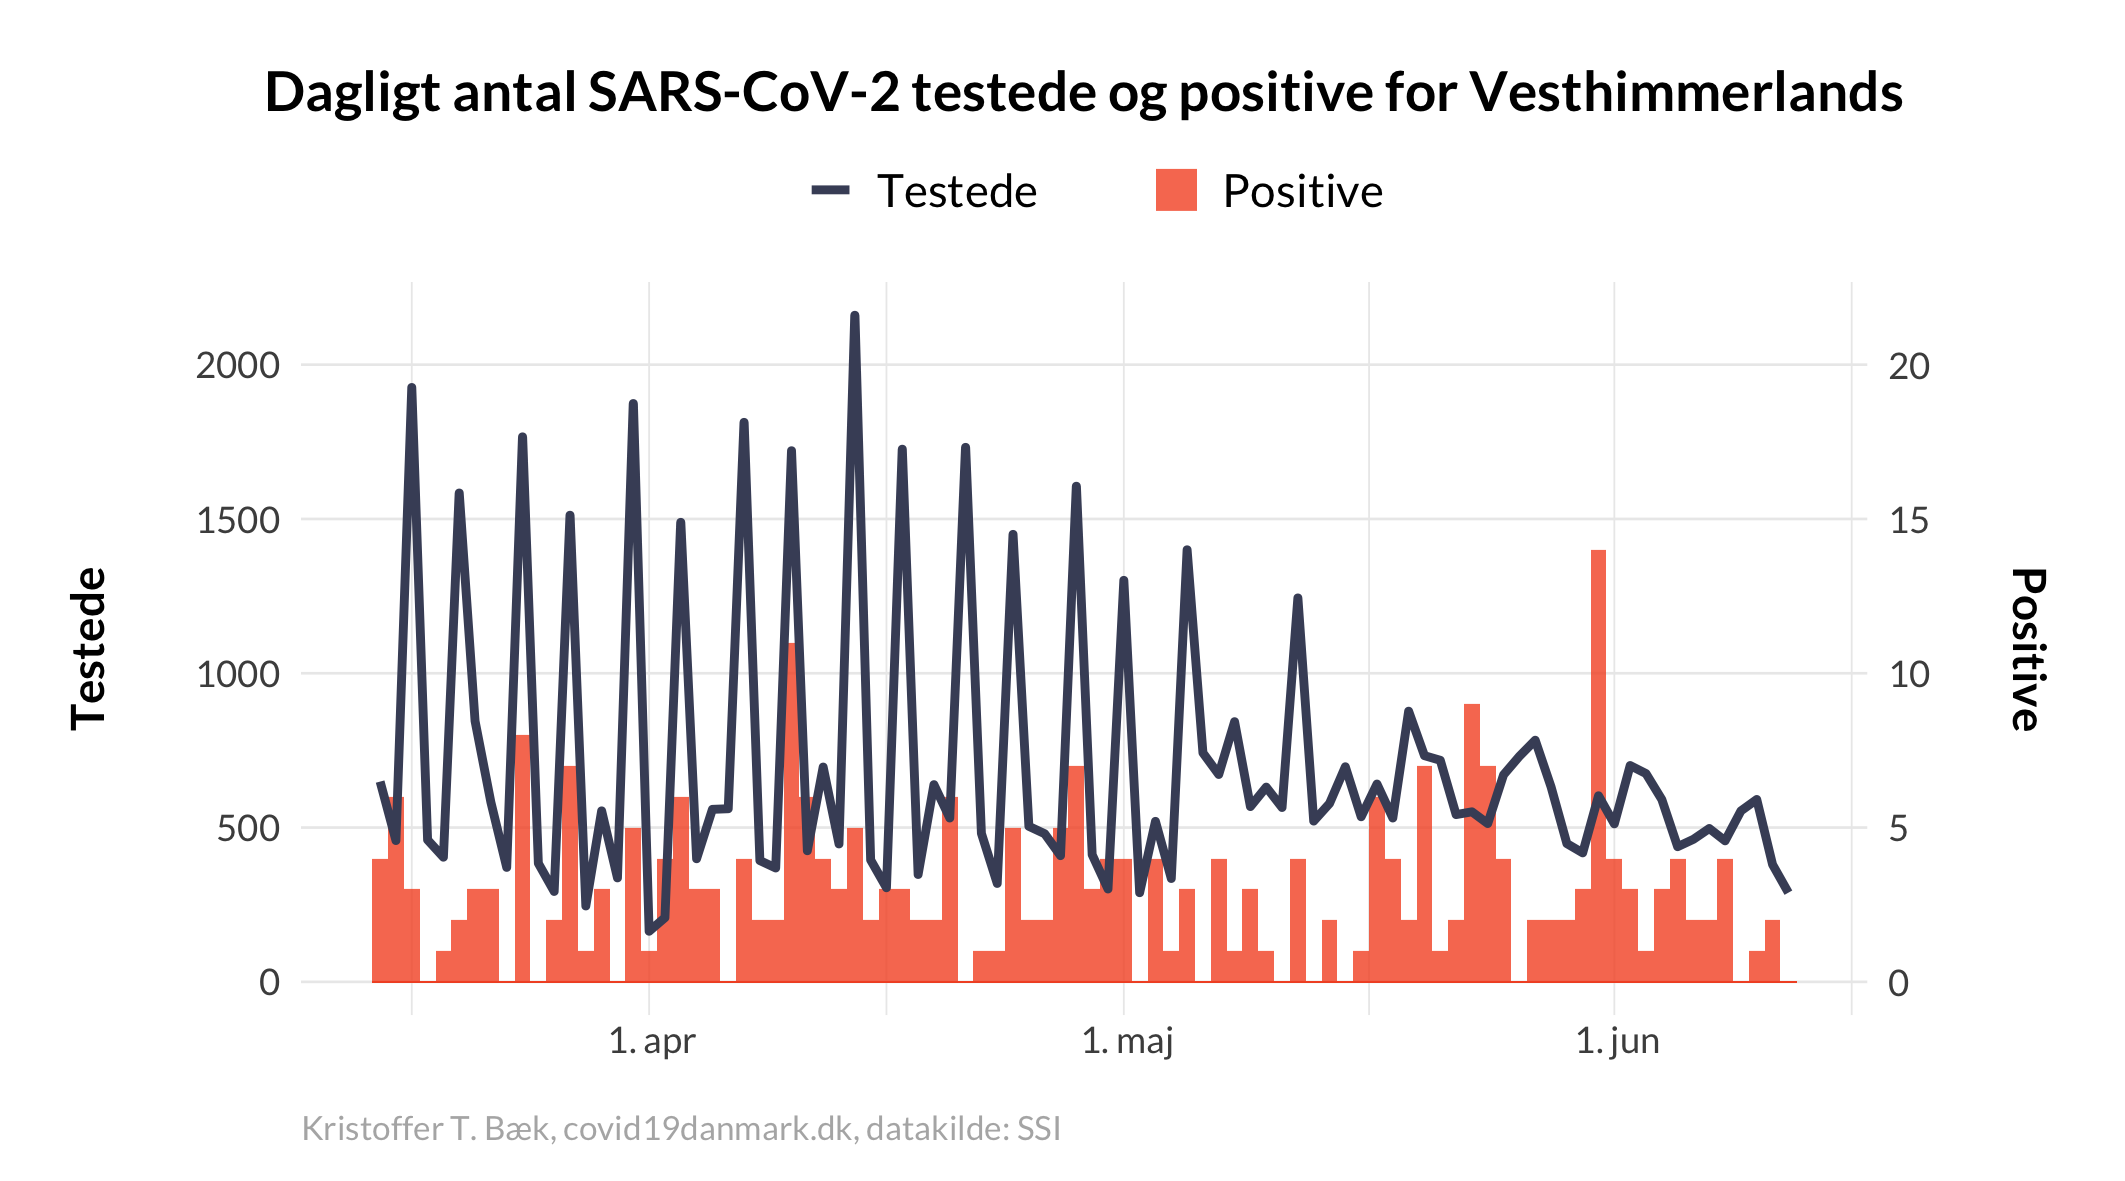 Dagligt antal SARS-CoV-2 testede og positive for Vesthimmerlands
Testede
Positive
2000
1500
1000
500
0
Testede
20
15
10
5
0
Positive
1. apr
1. maj
1. jun
Kristoffer T. Bæk, covid19danmark.dk, datakilde: SSI